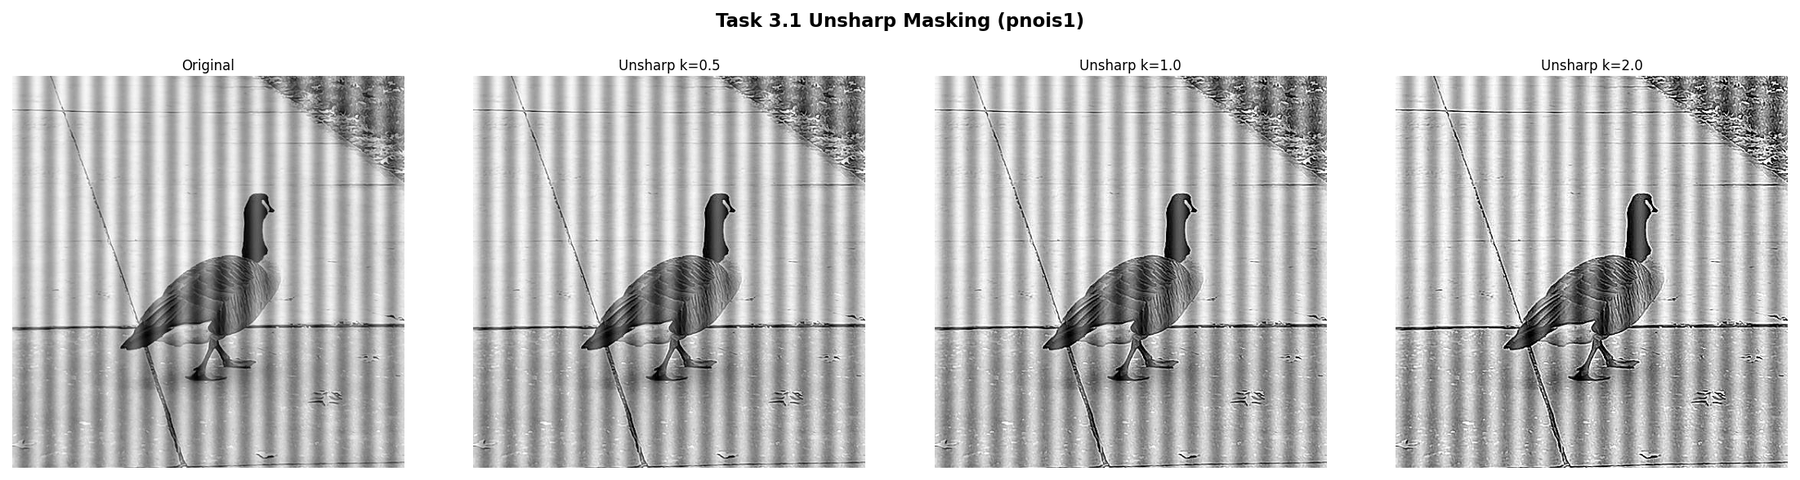 Task 3.1 Unsharp Masking (pnois1)
Original
Unsharp k=0.5
Unsharp k=1.0
Unsharp k=2.0